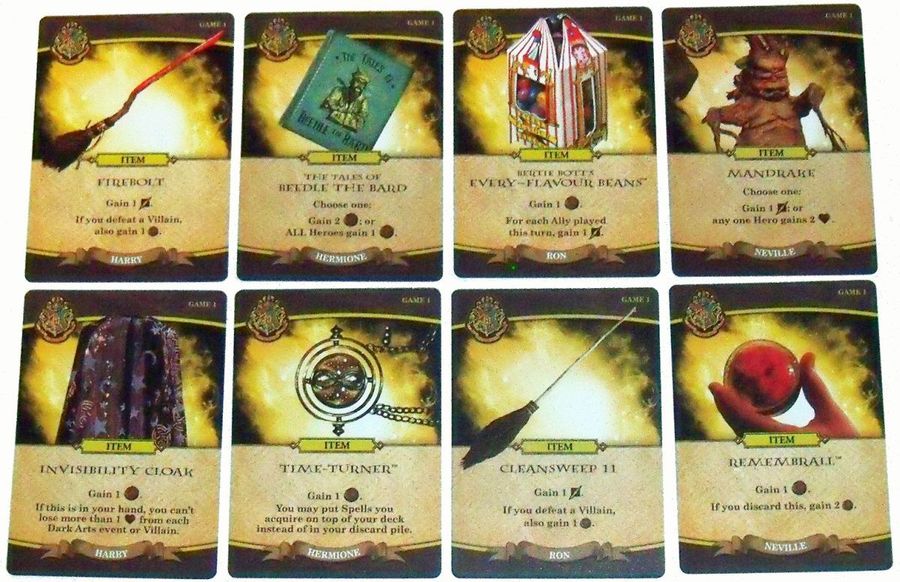 GAME 1
ITEM
FIREBOLT
Gain 1 .
If you defeat a Villain,
also gain 1 .
HARRY
GAME 1
THE TALES OF
BEEDLE THE BARD
ITEM
THE TALES OF
BEEDLE THE BARD
Choose one:
Gain 2 ; or
ALL Heroes gain 1 .
HERMIONE
GAME 1
ITEM
BERTIE BOTT'S
EVERY-FLAVOUR BEANS™
Gain 1 .
For each Ally played
this turn, gain 1 .
RON
GAME 1
ITEM
MANDRAKE
Choose one:
Gain 1 ; or
any one Hero gains 2 .
NEVILLE
GAME 1
ITEM
INVISIBILITY CLOAK
Gain 1 .
If this is in your hand, you can't
lose more than 1 from each
Dark Arts event or Villain.
HARRY
GAME 1
ITEM
TIME-TURNER™
Gain 1 .
You may put Spells you
acquire on top of your deck
instead of in your discard pile.
HERMIONE
GAME 1
ITEM
CLEANSWEEP 11
Gain 1 .
If you defeat a Villain,
also gain 1 .
RON
GAME 1
ITEM
REMEMBRALL™
Gain 1 .
If you discard this, gain 2 .
NEVILLE